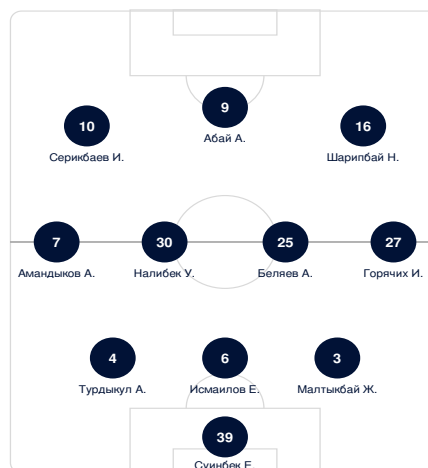 9
Абай А.
10
Серикбаев И.
16
Шарипбай Н.
7
Амандыков А.
30
Налибек У.
25
Беляев А.
27
Горячих И.
4
Турдыкул А.
6
Исмаилов Е.
3
Малтыкбай Ж.
39
Суинбек Е.